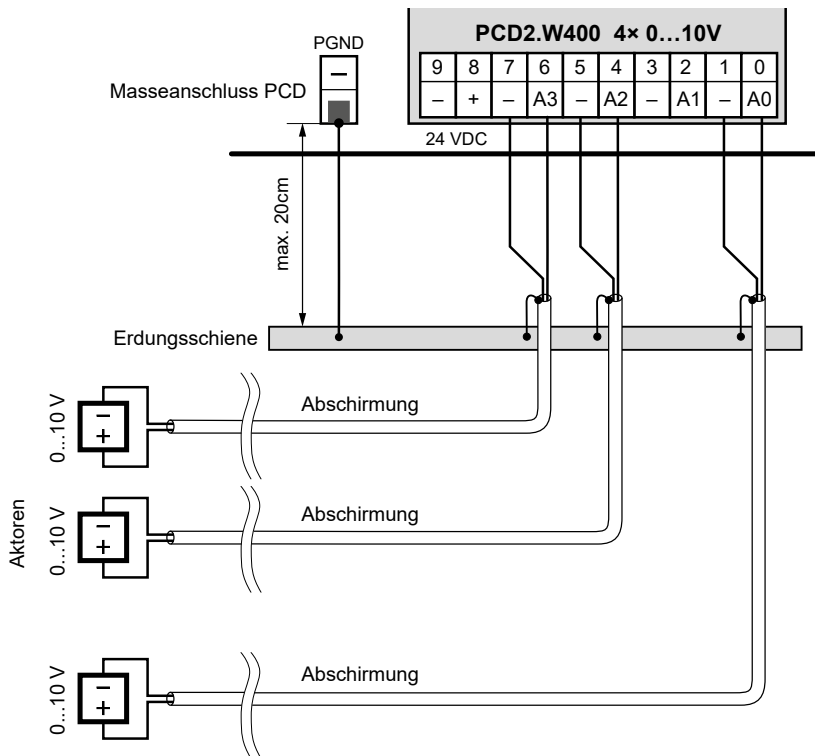 PGND
–
Masseanschluss PCD
PCD2.W400 4× 0…10V
9 8 7 6 5 4 3 2 1 0
– + – A3 – A2 – A1 – A0
24 VDC
max. 20cm
Erdungsschiene
Aktoren
0…10 V
–
+
Abschirmung
0…10 V
–
+
Abschirmung
0…10 V
–
+
Abschirmung